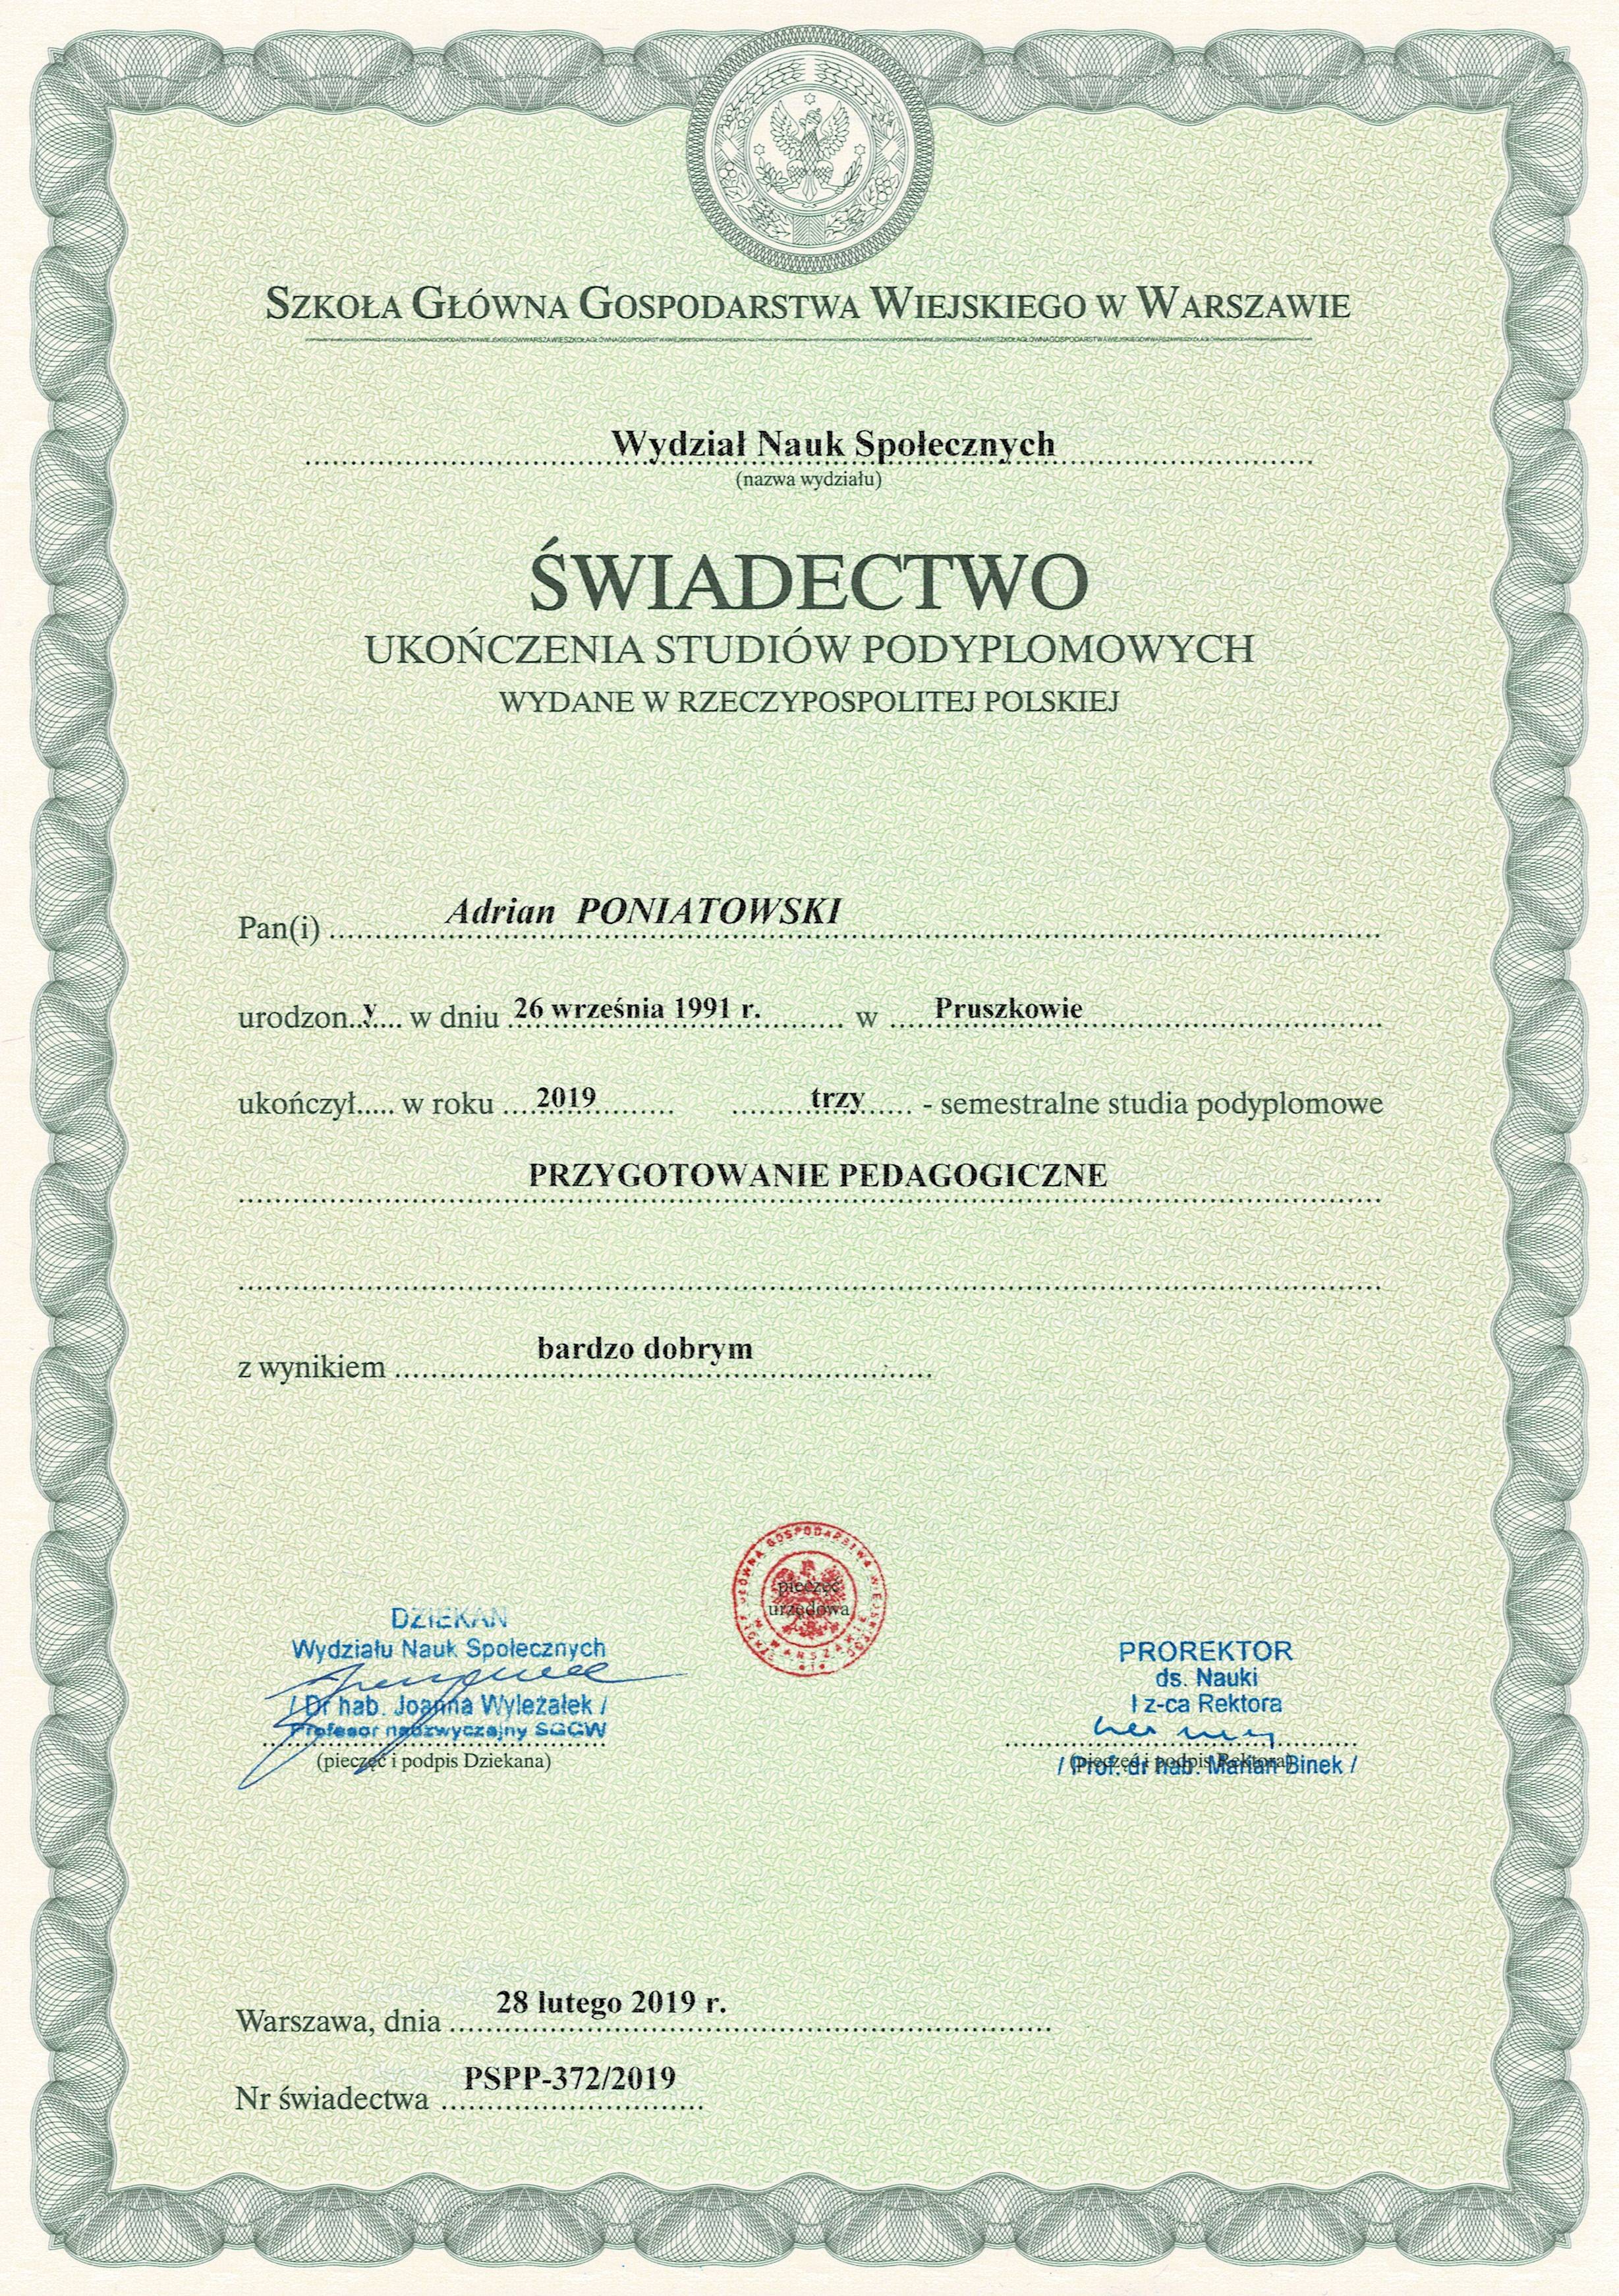 SZKOŁA GŁÓWNA GOSPODARSTWA WIEJSKIEGO W WARSZAWIE
Wydział Nauk Społecznych
(nazwa wydziału)
ŚWIADECTWO
UKOŃCZENIA STUDIÓW PODYPLOMOWYCH
WYDANE W RZECZYPOSPOLITEJ POLSKIEJ
Pan(i) Adrian PONIATOWSKI
urodzon..y.... w dniu 26 września 1991 r. w Pruszkowie
ukończył..... w roku 2019 trzy - semestralne studia podyplomowe
PRZYGOTOWANIE PEDAGOGICZNE
z wynikiem bardzo dobrym
GŁÓWNA GOSPODARSTWA WIEJSKIEGO
W WARSZAWIE
pieczęć
urzędowa
DZIEKAN
Wydziału Nauk Społecznych
/ Dr hab. Joanna Wyleżałek /
Profesor nadzwyczajny SGGW
(pieczęć i podpis Dziekana)
PROREKTOR
ds. Nauki
I z-ca Rektora
/ Prof. dr hab. Marian Binek /
(pieczęć i podpis Rektora)
Warszawa, dnia 28 lutego 2019 r.
Nr świadectwa PSPP-372/2019